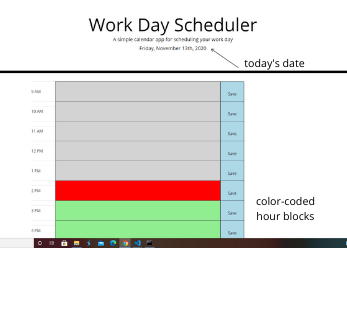 Work Day Scheduler
A simple calendar app for scheduling your work day
Friday, November 13th, 2020
today's date
9 AM
Save
10 AM
Save
11 AM
Save
12 PM
Save
1 PM
Save
2 PM
Save
color-coded
hour blocks
3 PM
Save
4 PM
Save